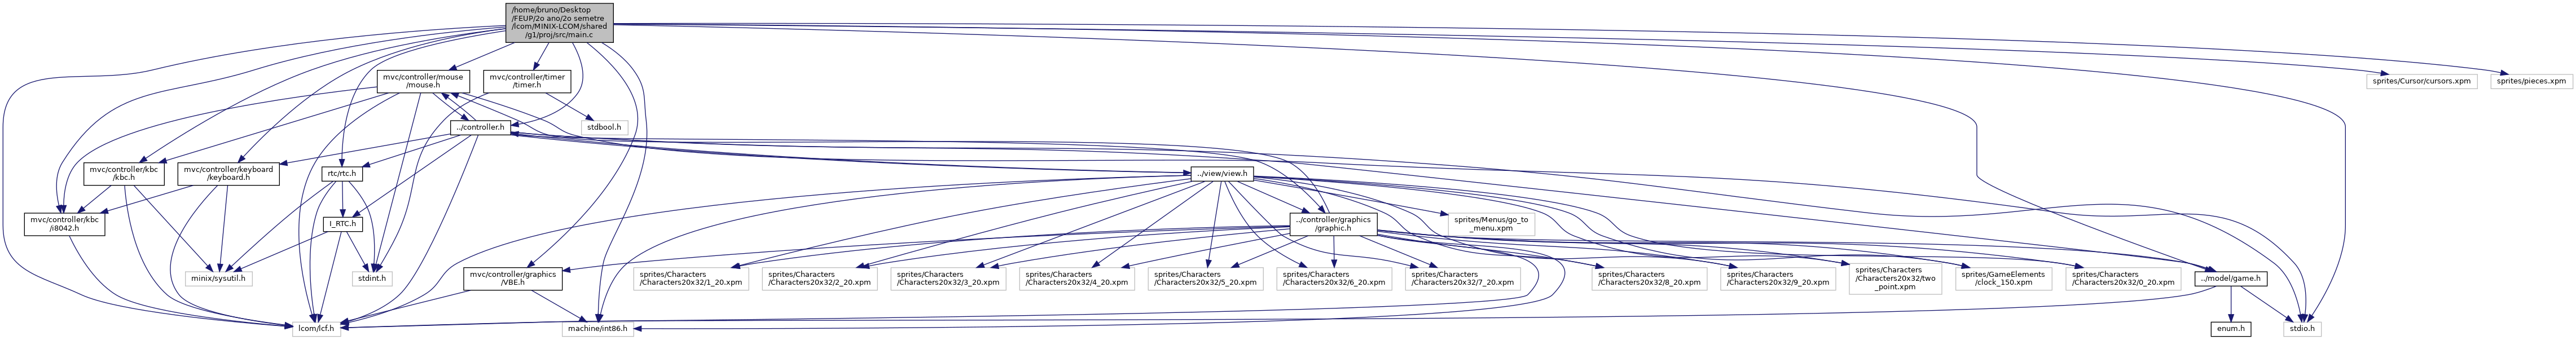 /home/bruno/Desktop
/FEUP/2o ano/2o semetre
/lcom/MINIX-LCOM/shared
/g1/proj/src/main.c
mvc/controller/mouse
/mouse.h
mvc/controller/timer
/timer.h
sprites/Cursor/cursors.xpm
sprites/pieces.xpm
../controller.h
stdbool.h
mvc/controller/kbc
/kbc.h
mvc/controller/keyboard
/keyboard.h
rtc/rtc.h
../view/view.h
mvc/controller/kbc
/i8042.h
I_RTC.h
../controller/graphics
/graphic.h
sprites/Menus/go_to
_menu.xpm
minix/sysutil.h
stdint.h
mvc/controller/graphics
/VBE.h
sprites/Characters
/Characters20x32/1_20.xpm
sprites/Characters
/Characters20x32/2_20.xpm
sprites/Characters
/Characters20x32/3_20.xpm
sprites/Characters
/Characters20x32/4_20.xpm
sprites/Characters
/Characters20x32/5_20.xpm
sprites/Characters
/Characters20x32/6_20.xpm
sprites/Characters
/Characters20x32/7_20.xpm
sprites/Characters
/Characters20x32/8_20.xpm
sprites/Characters
/Characters20x32/9_20.xpm
sprites/Characters
/Characters20x32/two
_point.xpm
sprites/GameElements
/clock_150.xpm
sprites/Characters
/Characters20x32/0_20.xpm
../model/game.h
lcom/lcf.h
machine/int86.h
enum.h
stdio.h